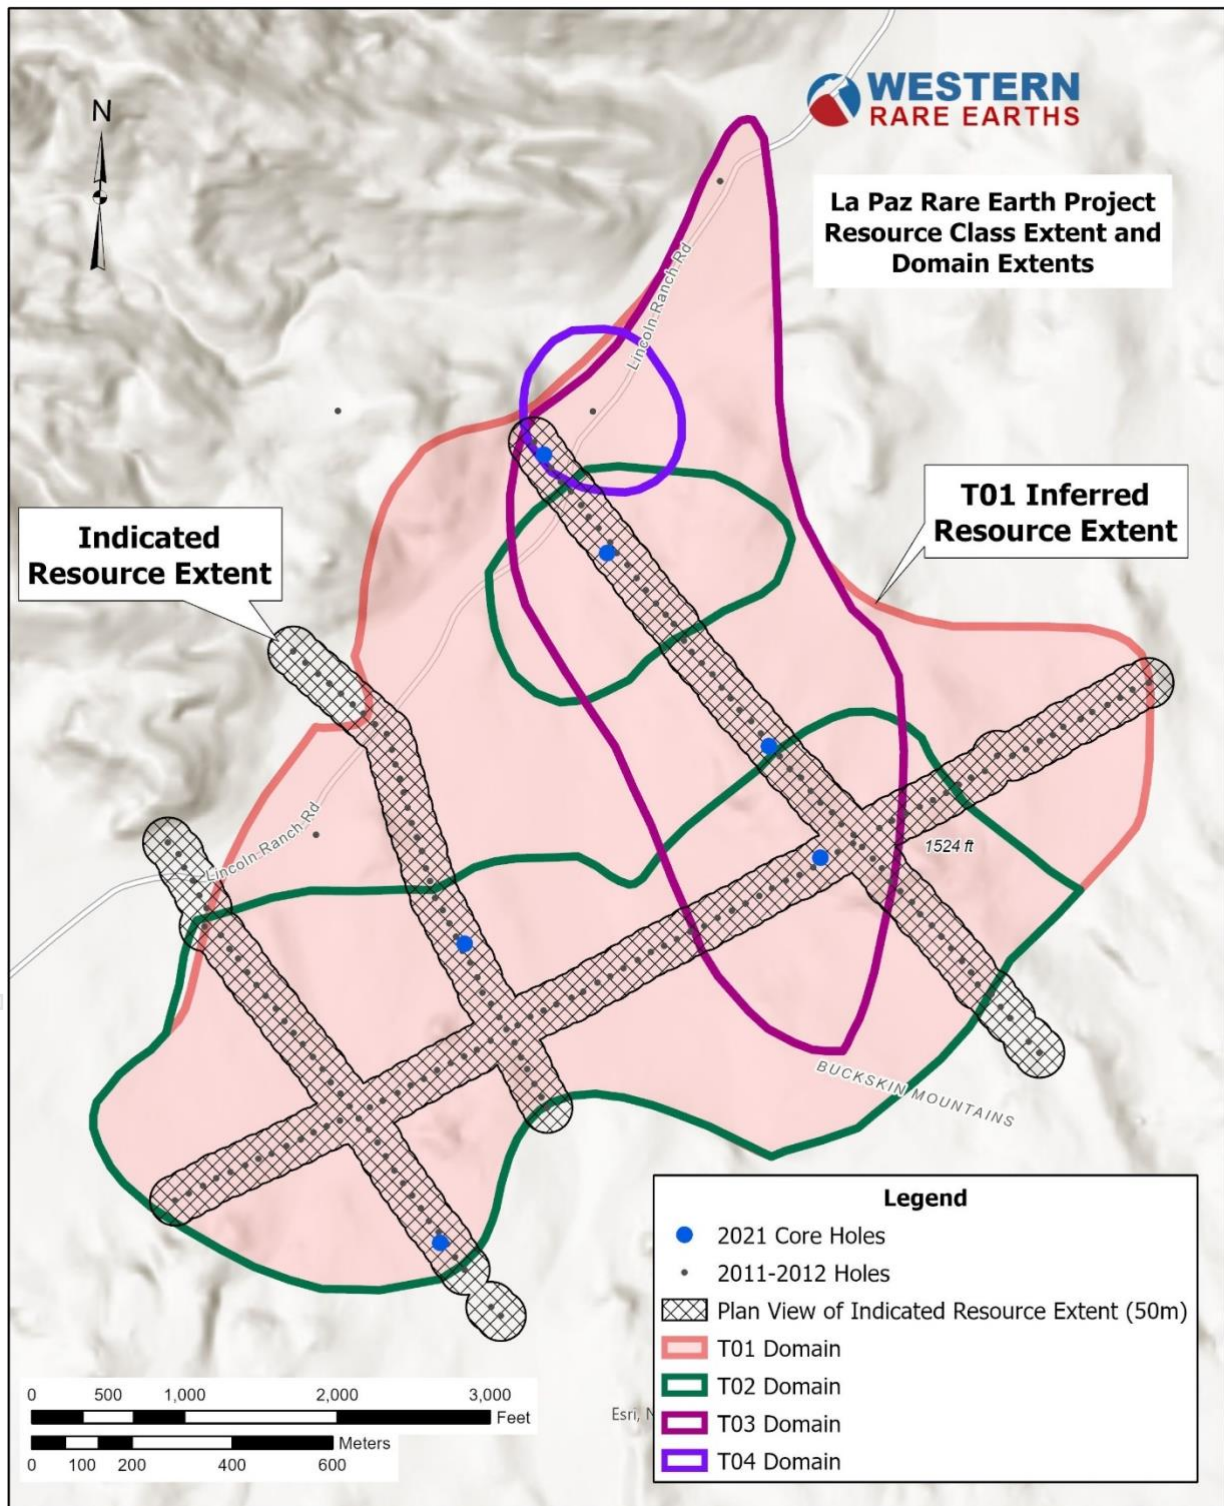 N
WESTERN
RARE EARTHS
La Paz Rare Earth Project
Resource Class Extent and
Domain Extents
Lincoln Ranch Rd
T01 Inferred
Resource Extent
Indicated
Resource Extent
Lincoln Ranch Rd
1524 ft
BUCKSKIN MOUNTAINS
Legend
2021 Core Holes
2011-2012 Holes
Plan View of Indicated Resource Extent (50m)
T01 Domain
T02 Domain
T03 Domain
T04 Domain
0 500 1,000 2,000 3,000
Feet
Meters
0 100 200 400 600
Esri,